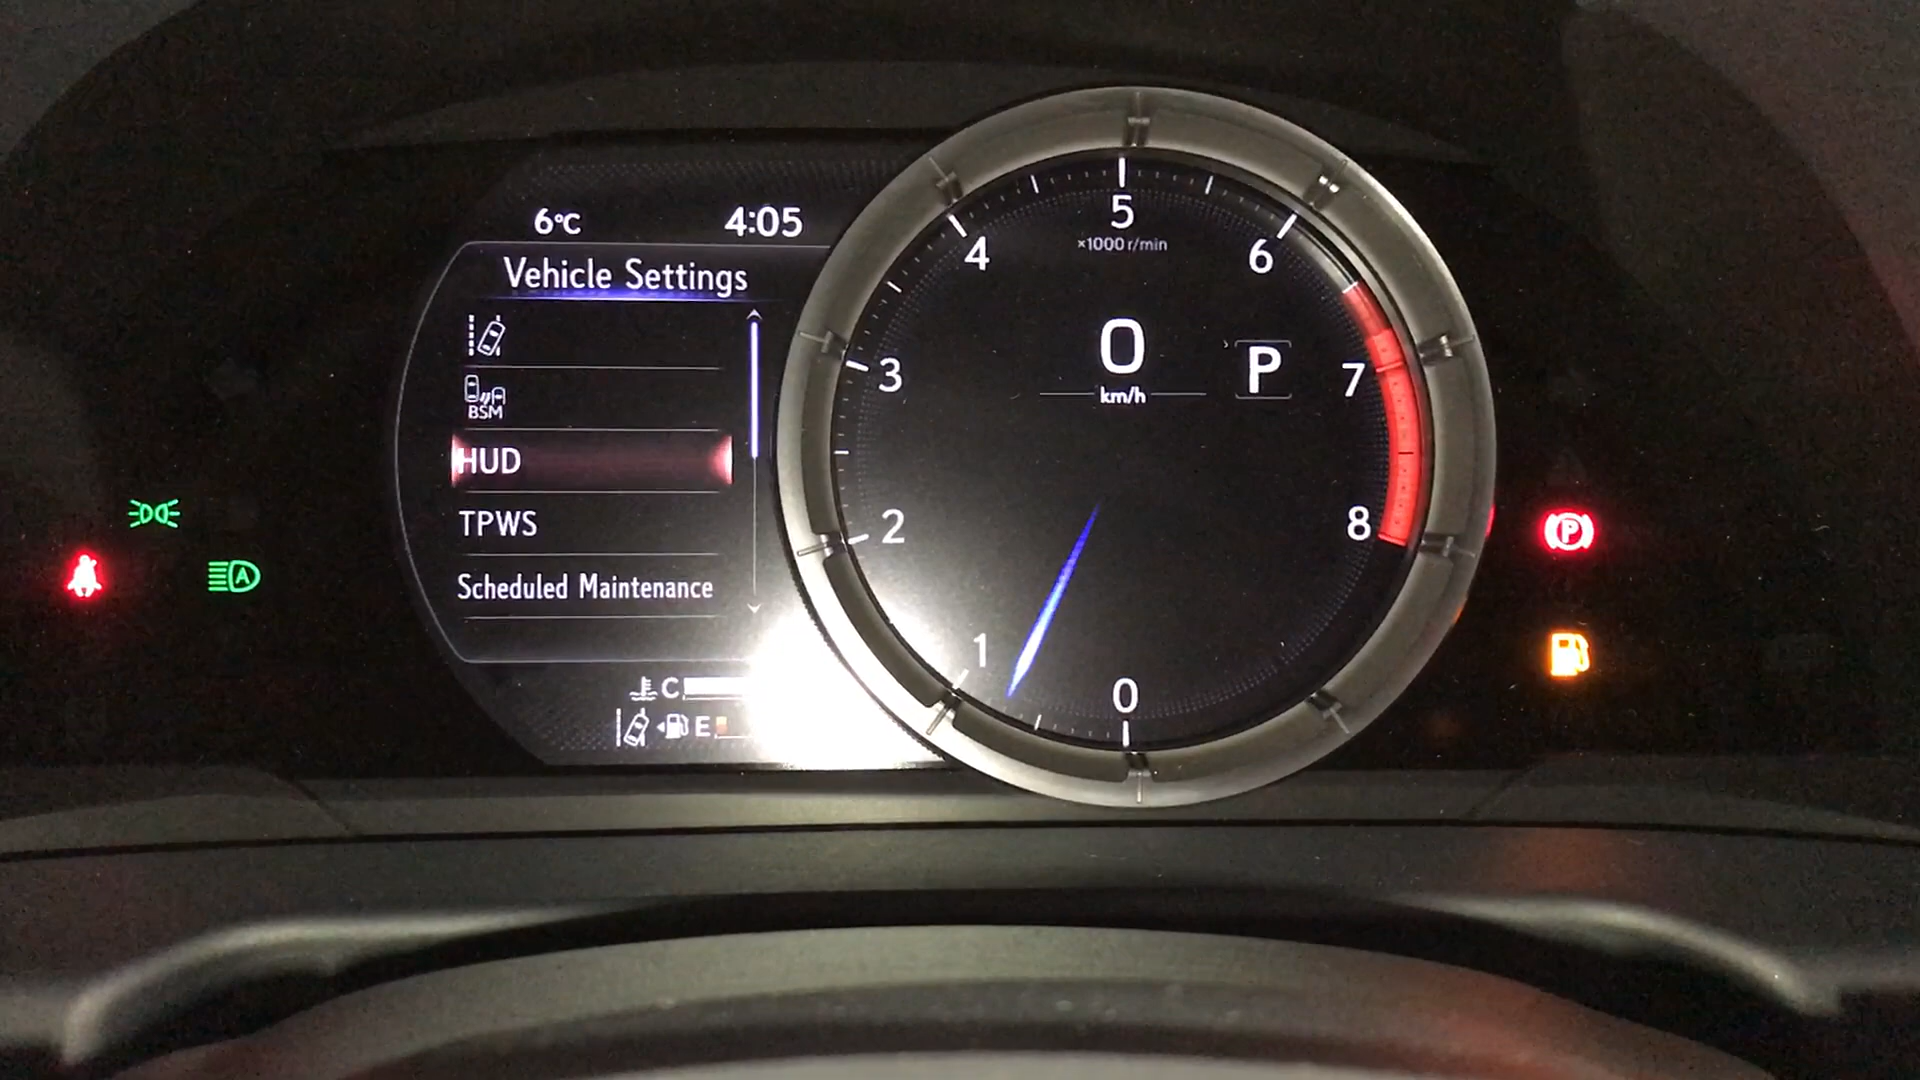 6°C 4:05
Vehicle Settings
BSM
HUD
TPWS
Scheduled Maintenance
C
E
5
×1000 r/min
4
6
3
7
2
8
1
0
0
km/h
P
A
P